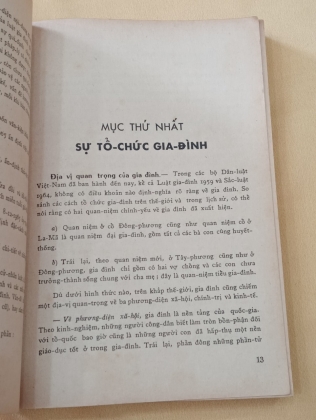 MỤC THỨ NHẤT
SỰ TỔ-CHỨC GIA-ĐÌNH
Địa vị quan trọng của gia đình.— Trong các bộ Dân-luật
Việt-Nam đã ban hành đến nay, kể cả Luật gia-đình 1959 và Sắc-luật
1964, không có điều khoản nào định-nghĩa rõ ràng về gia đình. So
sánh các cách tổ chức gia-đình trên thế-giới và trong lịch sử, có thể
nói rằng có hai quan-niệm chính-yếu về gia đình đã xuất hiện.
a) Quan niệm ở cổ Đông-phương cũng như quan niệm cổ ở
La-Mã là quan niệm đại gia-đình, gồm tất cả các bà con cùng huyết-
thống.
b) Trái lại, theo quan niệm mới, ở Tây-phương cũng như ở
Đông-phương, gia đình chỉ gồm có hai vợ chồng và các con chưa
trưởng-thành sống chung với cha mẹ ; đây là quan-niệm tiểu gia-đình.
Dù dưới hình thức nào, trên khắp thế-giới, gia-đình cũng chiếm
một địa-vị quan-trọng về ba phương-diện xã-hội, chính-trị và kinh-tế.
— Về phương-diện xã-hội, gia đình là nền tảng của quốc-gia.
Theo kinh-nghiệm, những người công-dân biết làm tròn bổn-phận đối
với tổ-quốc bao giờ cũng là những người con đã hấp-thụ một nền
giáo-dục tốt ở trong gia-đình. Trái lại, phần đông những phần-tử
13